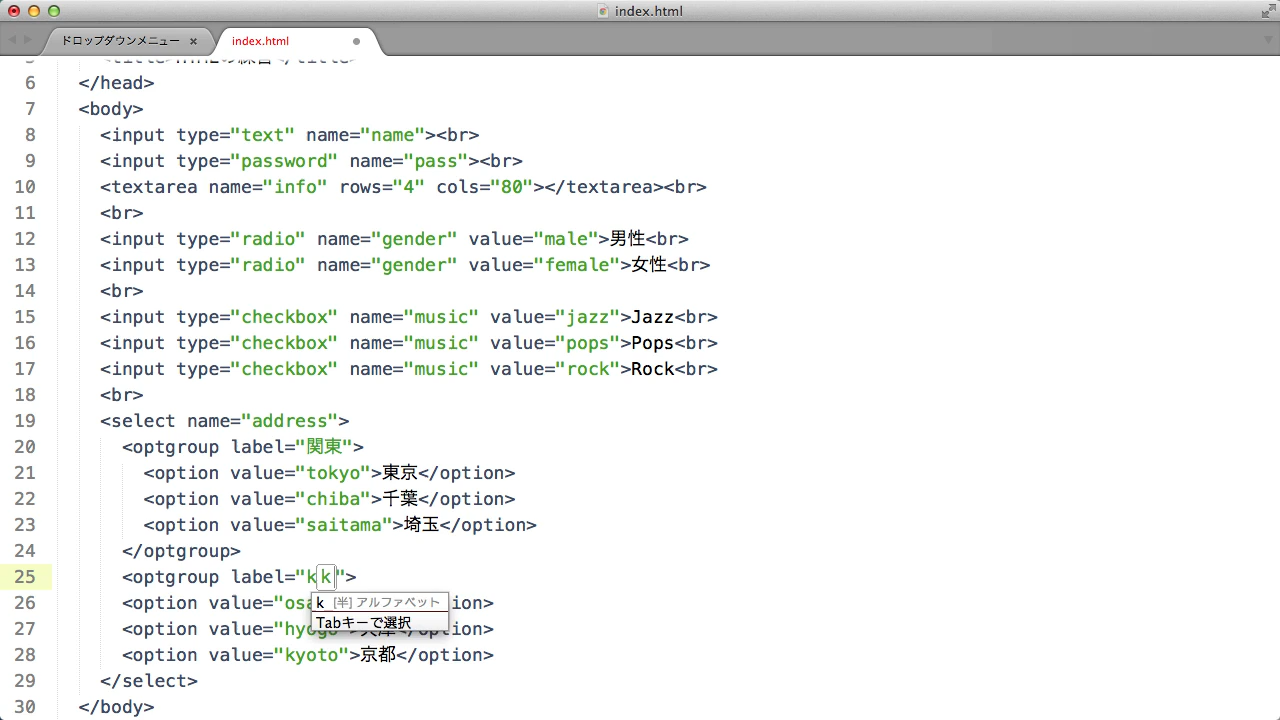 index.html
ドロップダウンメニュー ×
index.html
5
6 </head>
7 <body>
8 <input type="text" name="name"><br>
9 <input type="password" name="pass"><br>
10 <textarea name="info" rows="4" cols="80"></textarea><br>
11 <br>
12 <input type="radio" name="gender" value="male">男性<br>
13 <input type="radio" name="gender" value="female">女性<br>
14 <br>
15 <input type="checkbox" name="music" value="jazz">Jazz<br>
16 <input type="checkbox" name="music" value="pops">Pops<br>
17 <input type="checkbox" name="music" value="rock">Rock<br>
18 <br>
19 <select name="address">
20 <optgroup label="関東">
21 <option value="tokyo">東京</option>
22 <option value="chiba">千葉</option>
23 <option value="saitama">埼玉</option>
24 </optgroup>
25 <optgroup label="kk">
26 <option value="osa ion>
k [半] アルファベット
Tabキーで選択
27 <option value="hyogo </option>
28 <option value="kyoto">京都</option>
29 </select>
30 </body>